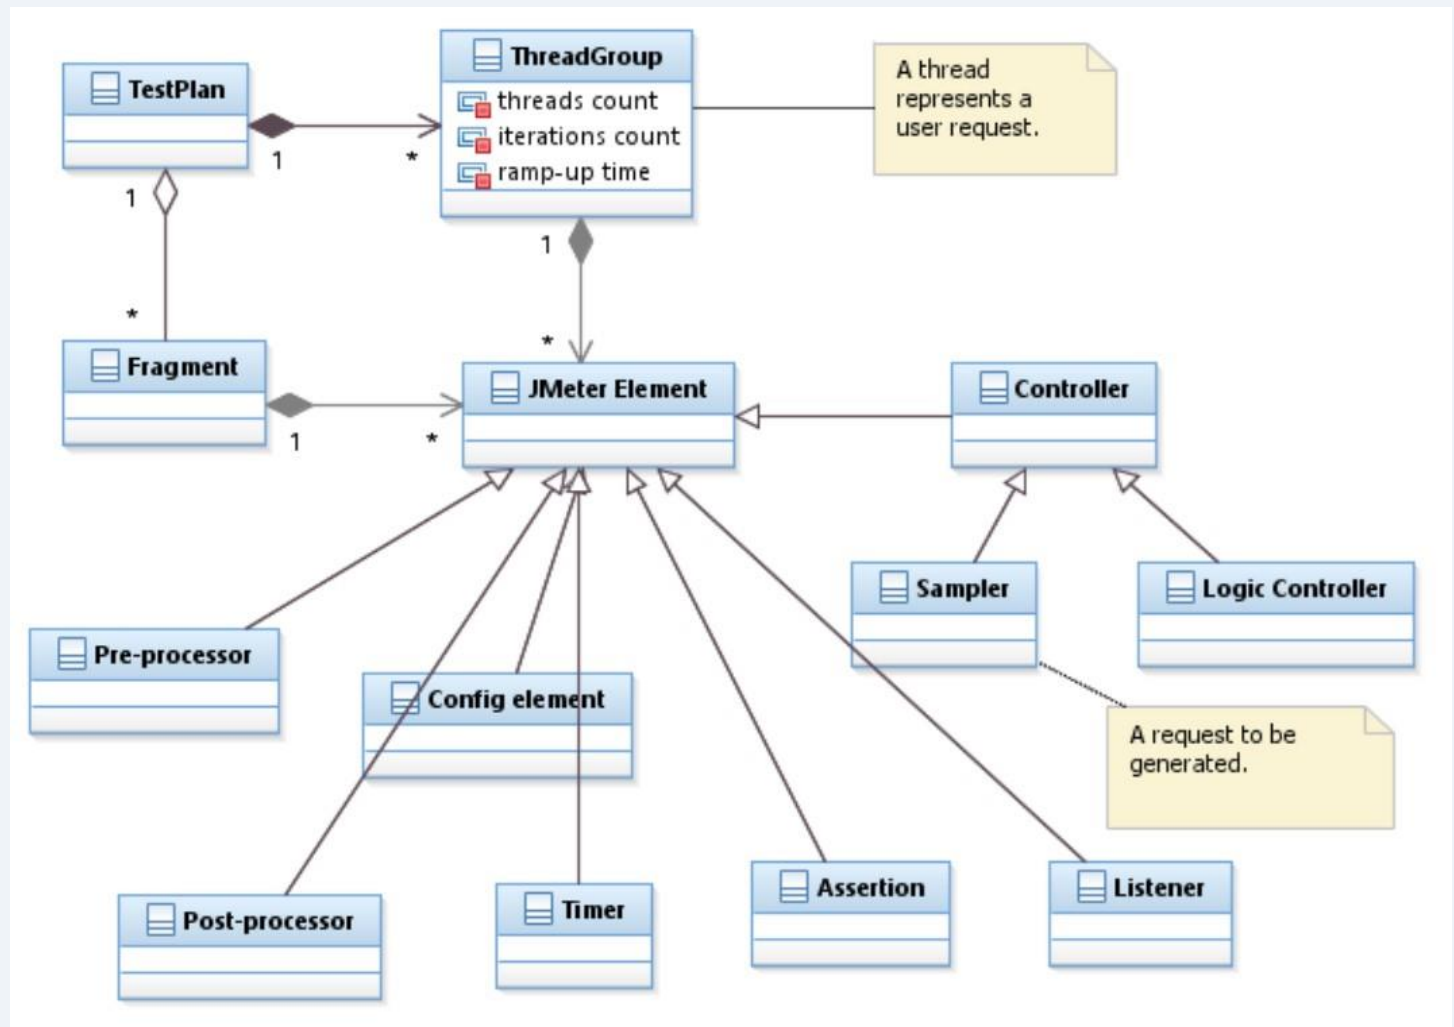 TestPlan
ThreadGroup
threads count
iterations count
ramp-up time
A thread
represents a
user request.
1
*
1
*
1
*
Fragment
JMeter Element
Controller
1
*
Sampler
Logic Controller
Pre-processor
Config element
A request to be
generated.
Post-processor
Timer
Assertion
Listener